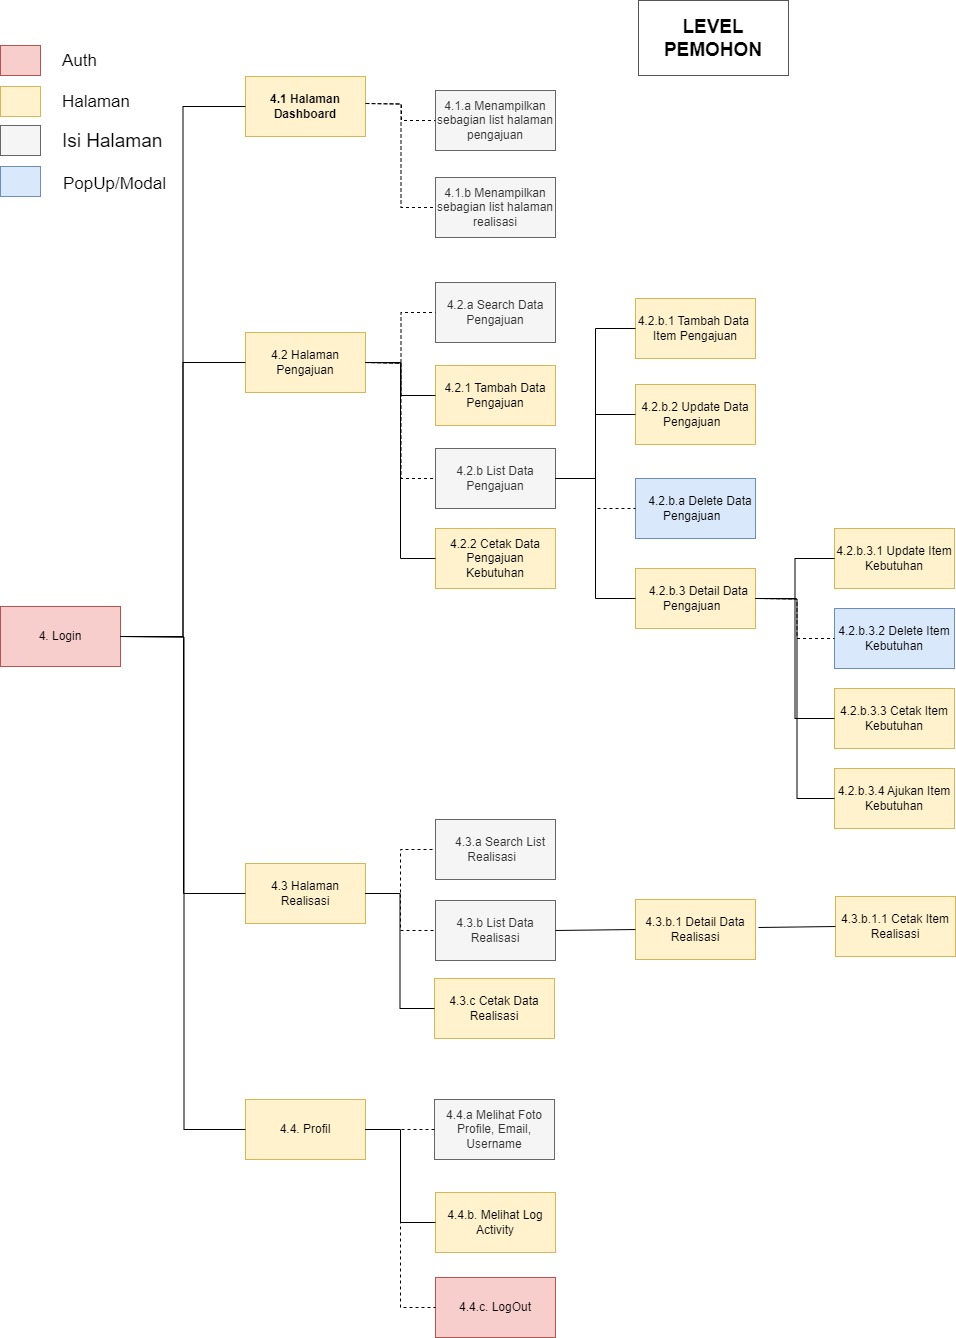 LEVEL
PEMOHON
Auth
Halaman
Isi Halaman
PopUp/Modal
4.1 Halaman
Dashboard
4.1.a Menampilkan
sebagian list halaman
pengajuan
4.1.b Menampilkan
sebagian list halaman
realisasi
4.2 Halaman
Pengajuan
4.2.a Search Data
Pengajuan
4.2.1 Tambah Data
Pengajuan
4.2.b List Data
Pengajuan
4.2.2 Cetak Data
Pengajuan
Kebutuhan
4.2.b.1 Tambah Data
Item Pengajuan
4.2.b.2 Update Data
Pengajuan
4.2.b.a Delete Data
Pengajuan
4.2.b.3 Detail Data
Pengajuan
4.2.b.3.1 Update Item
Kebutuhan
4.2.b.3.2 Delete Item
Kebutuhan
4.2.b.3.3 Cetak Item
Kebutuhan
4.2.b.3.4 Ajukan Item
Kebutuhan
4. Login
4.3 Halaman
Realisasi
4.3.a Search List
Realisasi
4.3.b List Data
Realisasi
4.3.c Cetak Data
Realisasi
4.3.b.1 Detail Data
Realisasi
4.3.b.1.1 Cetak Item
Realisasi
4.4. Profil
4.4.a Melihat Foto
Profile, Email,
Username
4.4.b. Melihat Log
Activity
4.4.c. LogOut